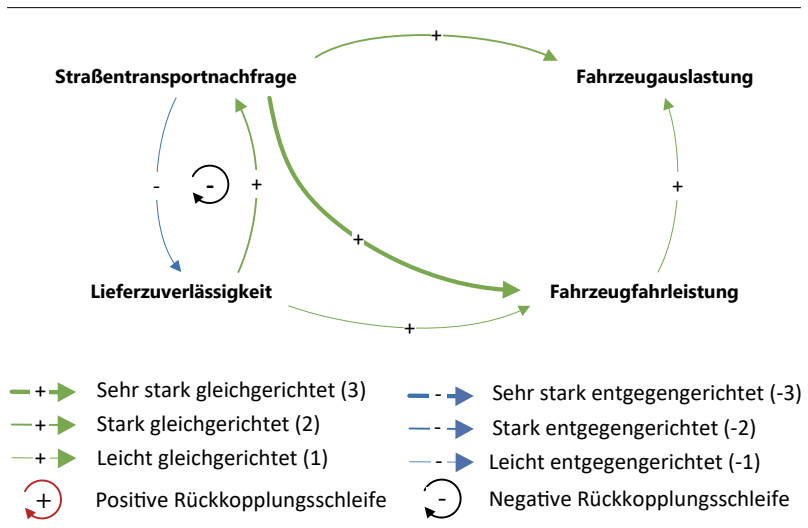 +
Straßentransportnachfrage
Fahrzeugauslastung
-
-
+
+
+
Lieferzuverlässigkeit
Fahrzeugfahrleistung
+
+ Sehr stark gleichgerichtet (3)
+ Stark gleichgerichtet (2)
+ Leicht gleichgerichtet (1)
+ Positive Rückkopplungsschleife
- Sehr stark entgegengerichtet (-3)
- Stark entgegengerichtet (-2)
- Leicht entgegengerichtet (-1)
- Negative Rückkopplungsschleife